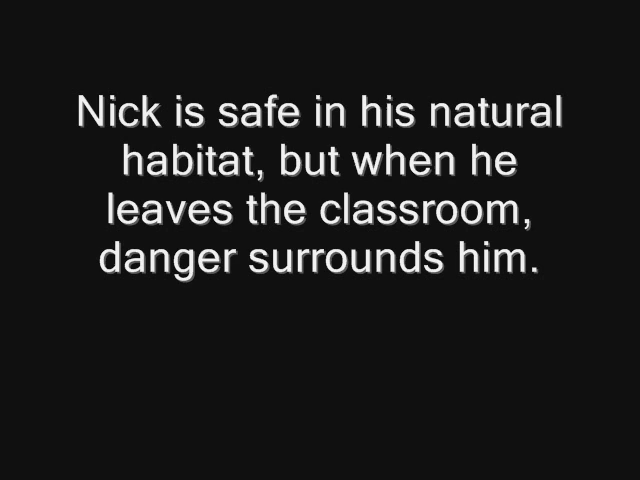 Nick is safe in his natural
habitat, but when he
leaves the classroom,
danger surrounds him.